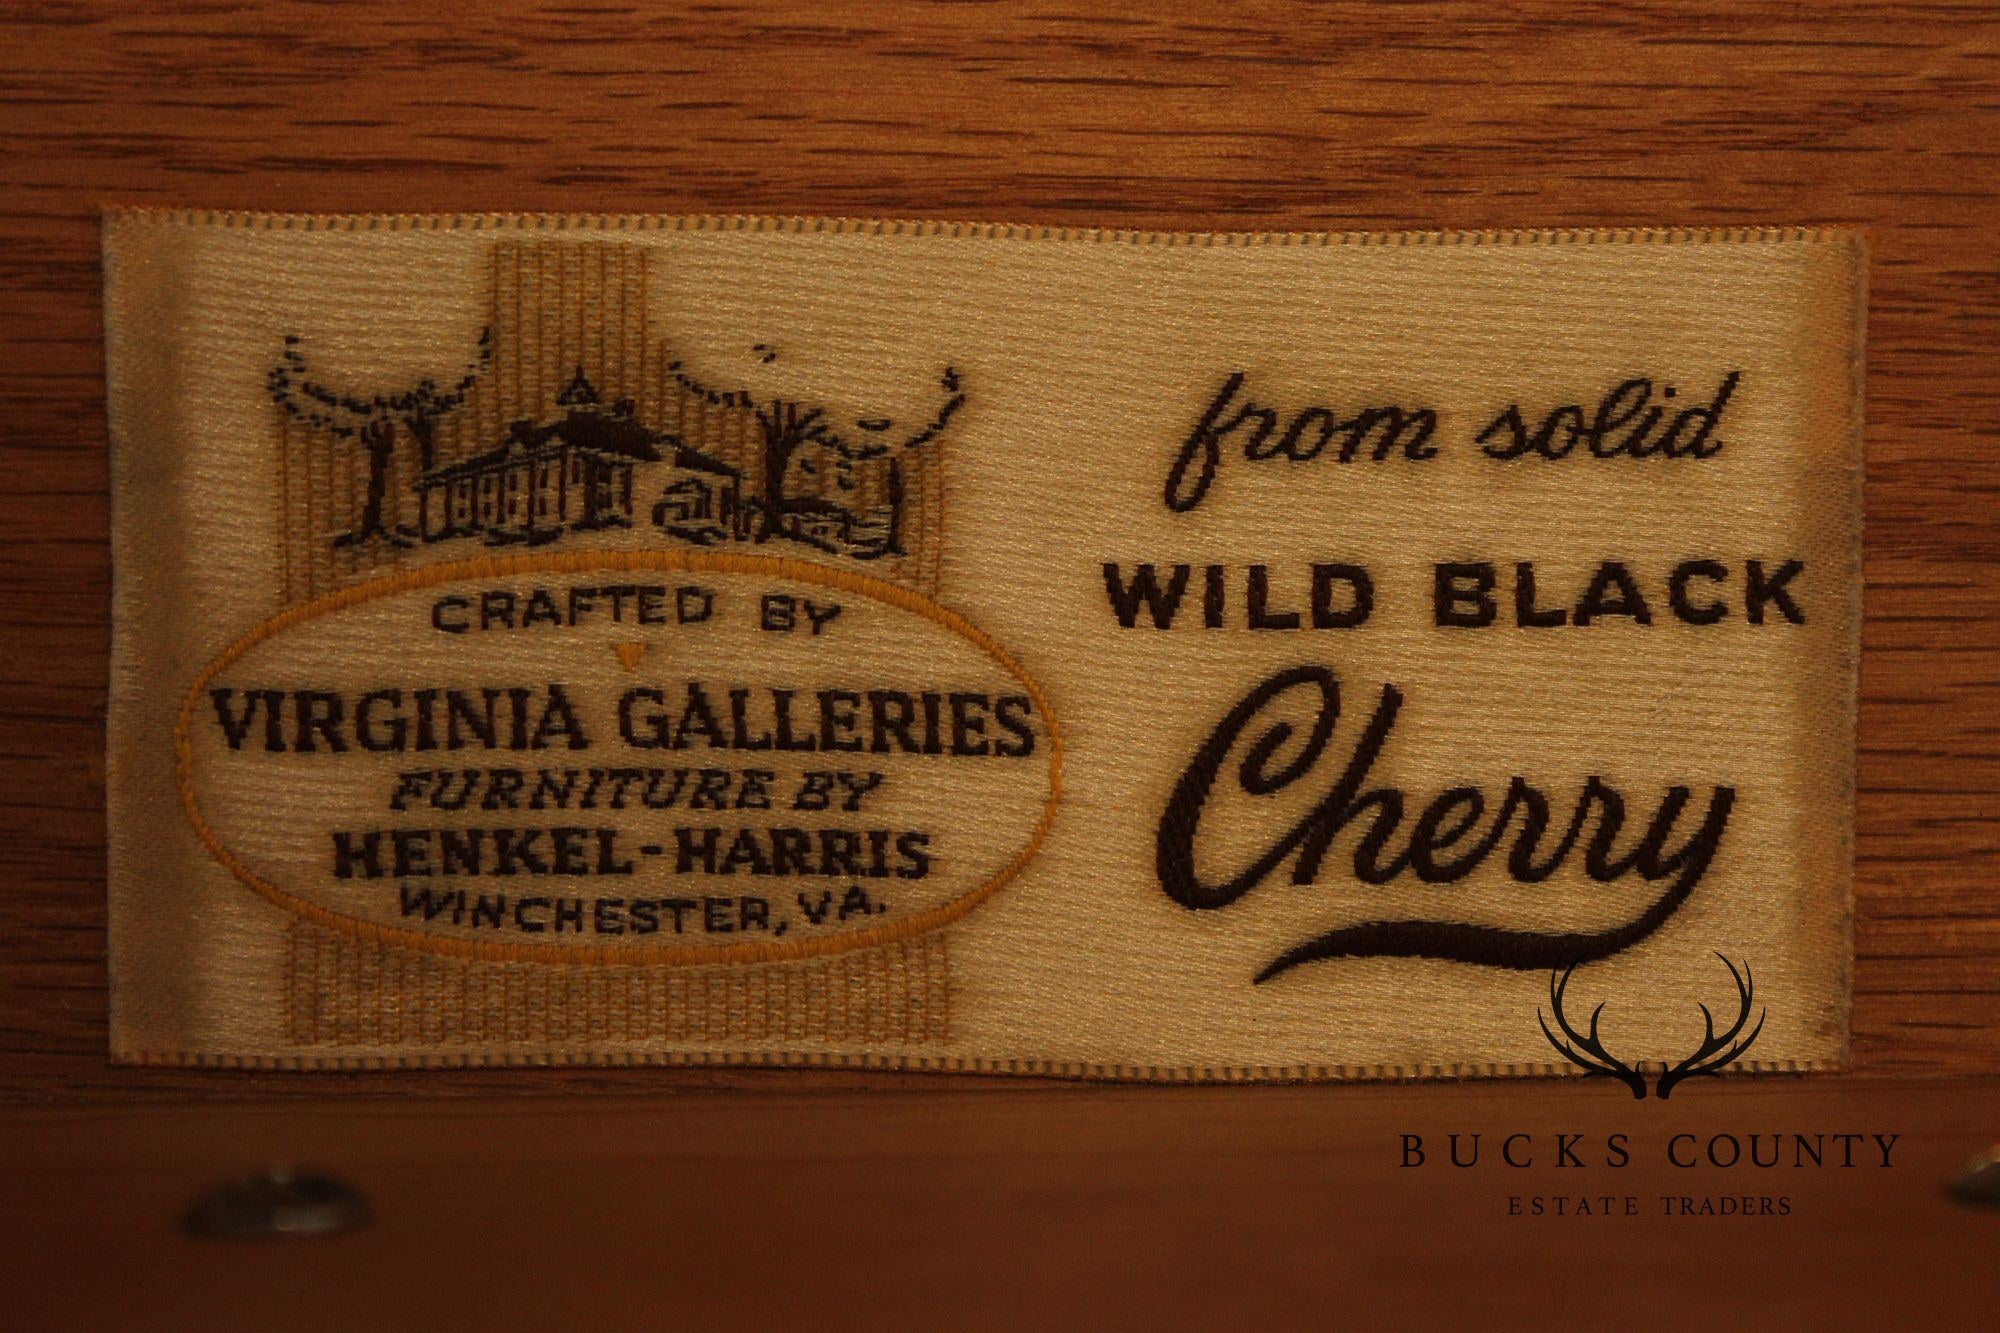 CRAFTED BY
VIRGINIA GALLERIES
FURNITURE BY
HENKEL-HARRIS
WINCHESTER, VA.
from solid
WILD BLACK
Cherry
BUCKS COUNTY
ESTATE TRADERS